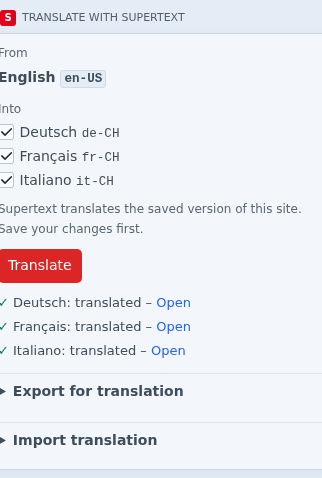 S TRANSLATE WITH SUPERTEXT
From
English en-US
Into
Deutsch de-CH
Français fr-CH
Italiano it-CH
Supertext translates the saved version of this site.
Save your changes first.
Translate
✓ Deutsch: translated – Open
✓ Français: translated – Open
✓ Italiano: translated – Open
Export for translation
Import translation